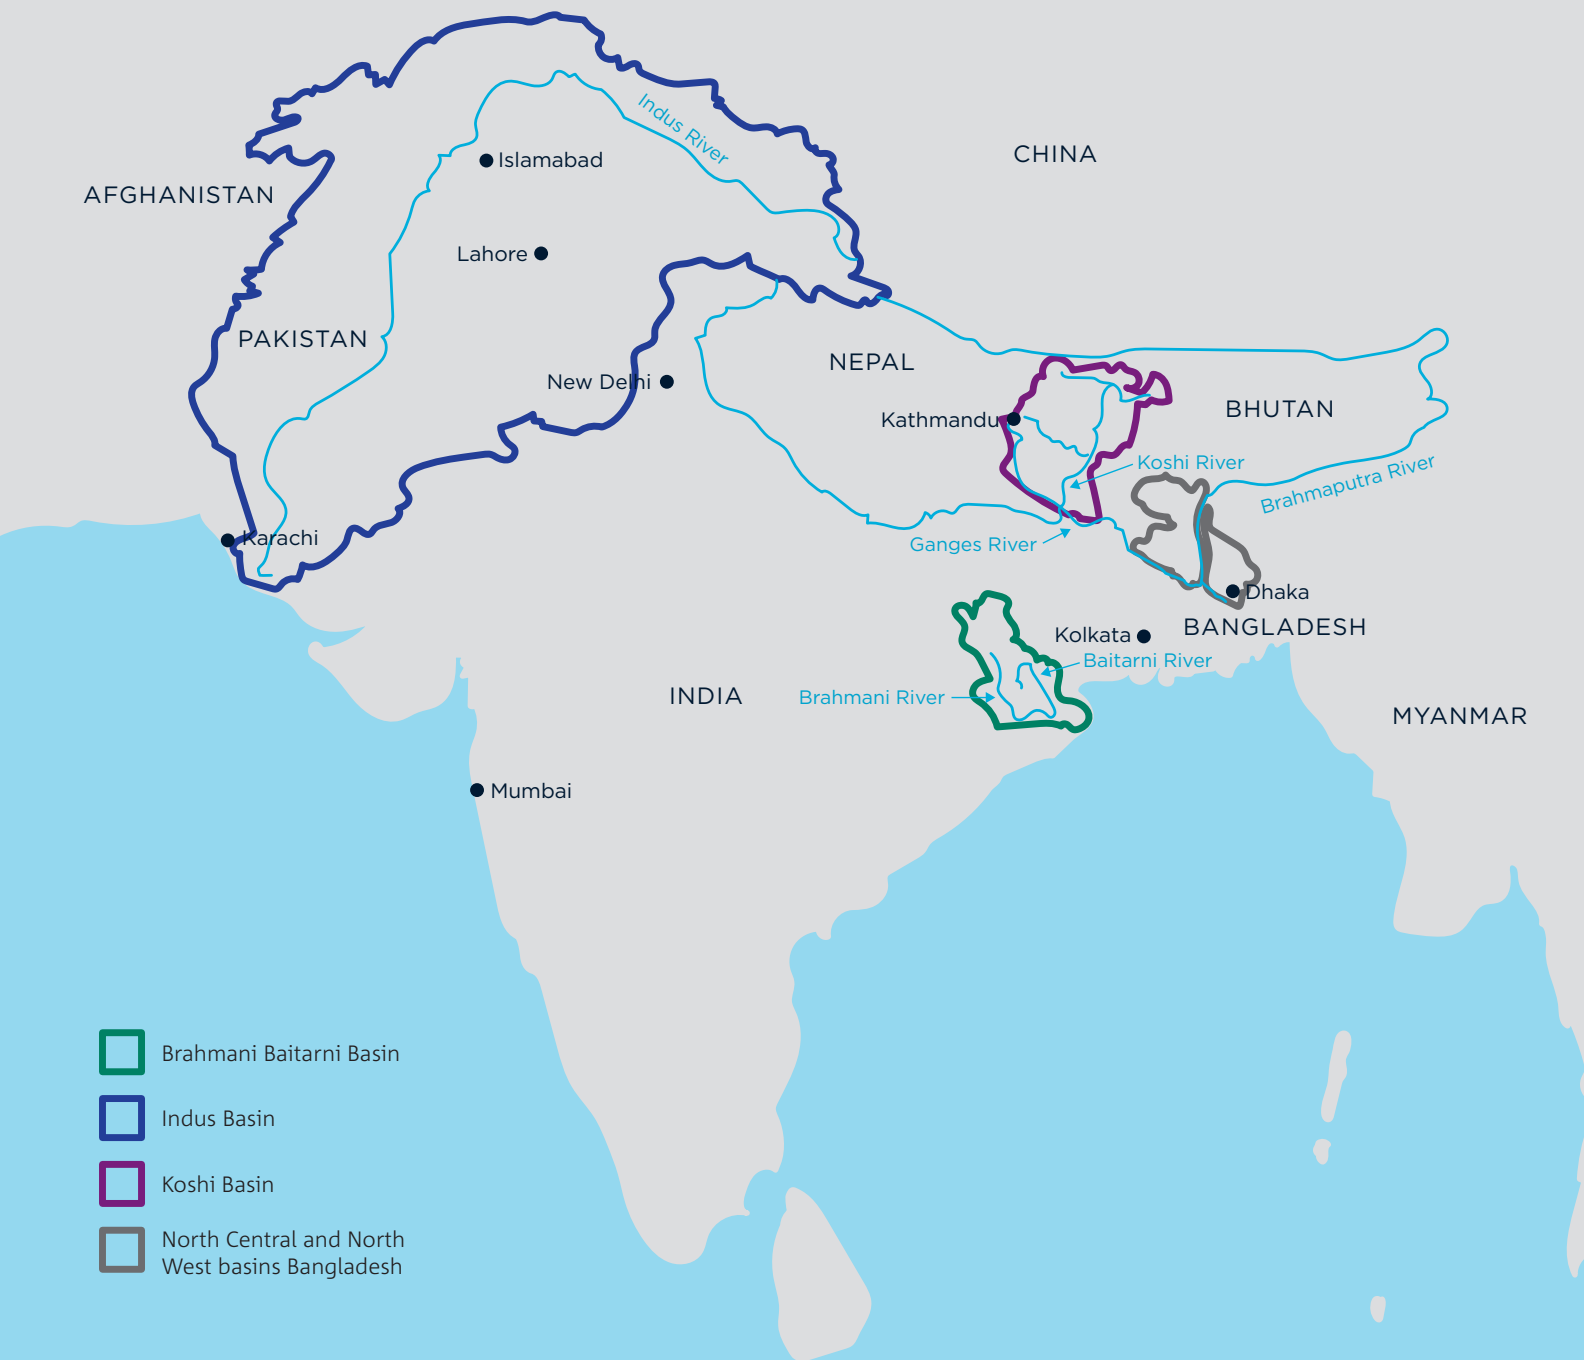 Indus River
CHINA
Islamabad
AFGHANISTAN
Lahore
PAKISTAN
NEPAL
New Delhi
BHUTAN
Kathmandu
Koshi River
Brahmaputra River
Karachi
Ganges River
Dhaka
BANGLADESH
Kolkata
Baitarni River
INDIA
Brahmani River
MYANMAR
Mumbai
Brahmani Baitarni Basin
Indus Basin
Koshi Basin
North Central and North
West basins Bangladesh